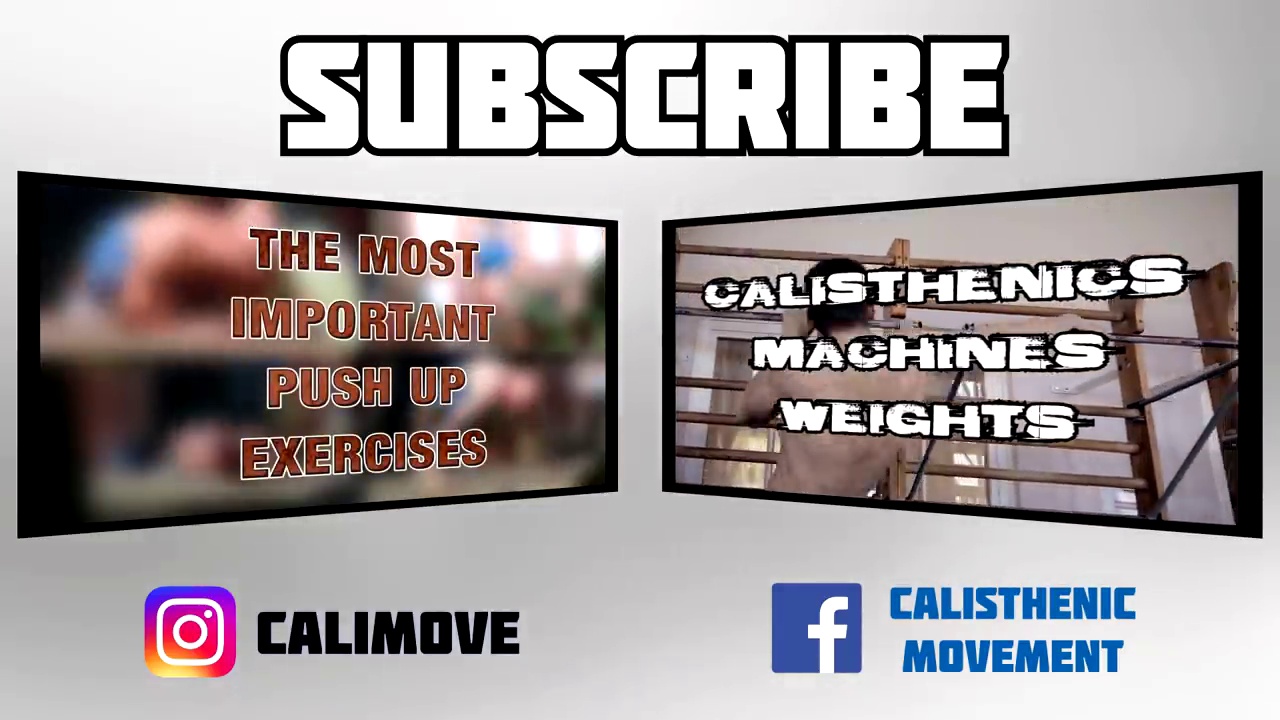 SUBSCRIBE
THE MOST
IMPORTANT
PUSH UP
EXERCISES
CALISTHENICS
MACHINES
WEIGHTS
CALIMOVE
CALISTHENIC
MOVEMENT